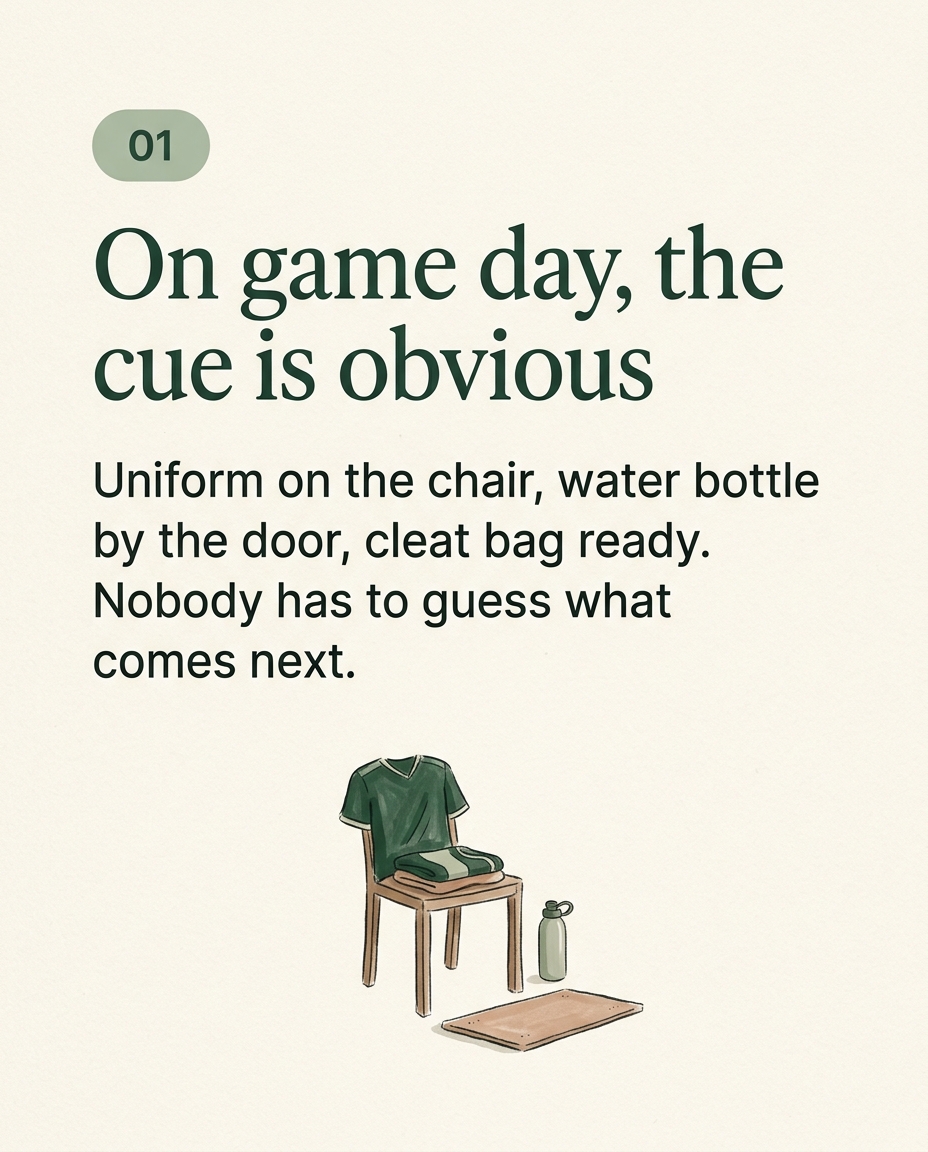 01
On game day, the
cue is obvious
Uniform on the chair, water bottle
by the door, cleat bag ready.
Nobody has to guess what
comes next.